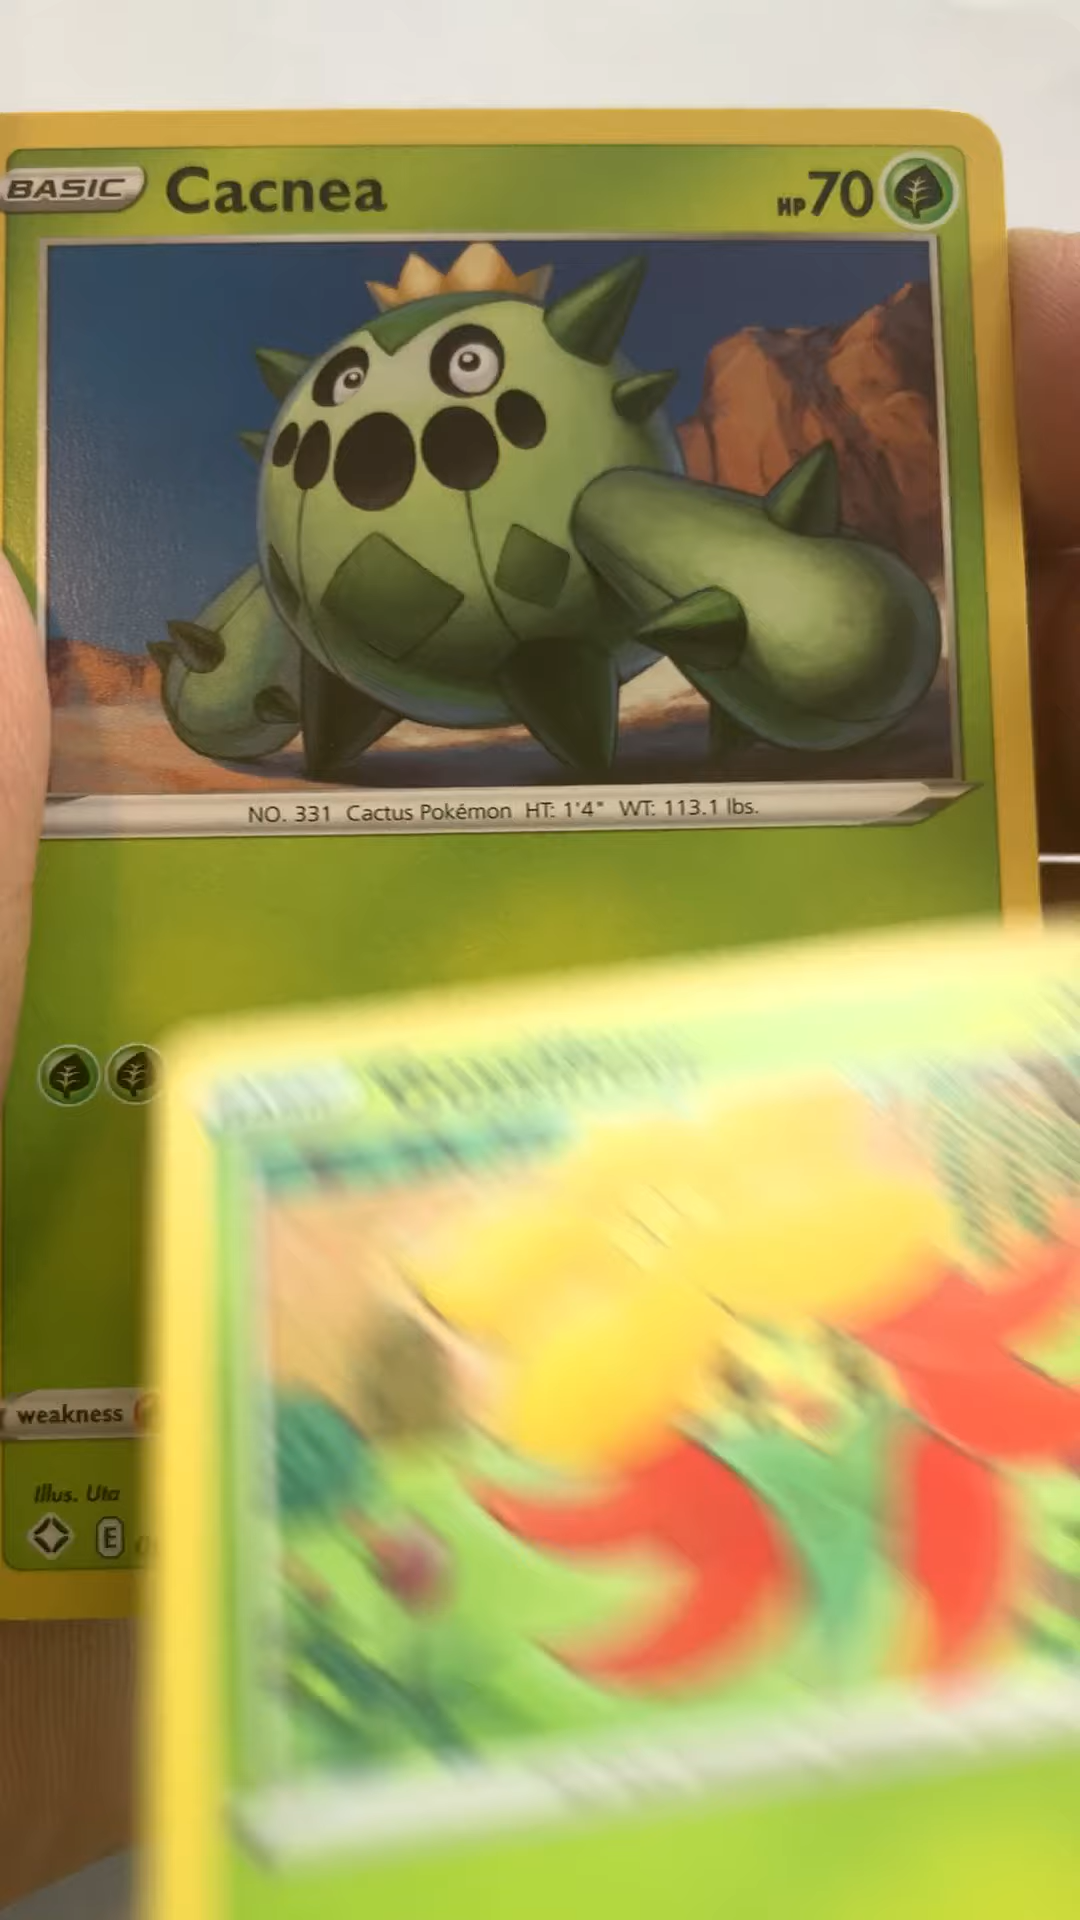 BASIC Cacnea HP 70
NO. 331 Cactus Pokémon HT: 1'4" WT: 113.1 lbs.
weakness
Illus. Uta
E